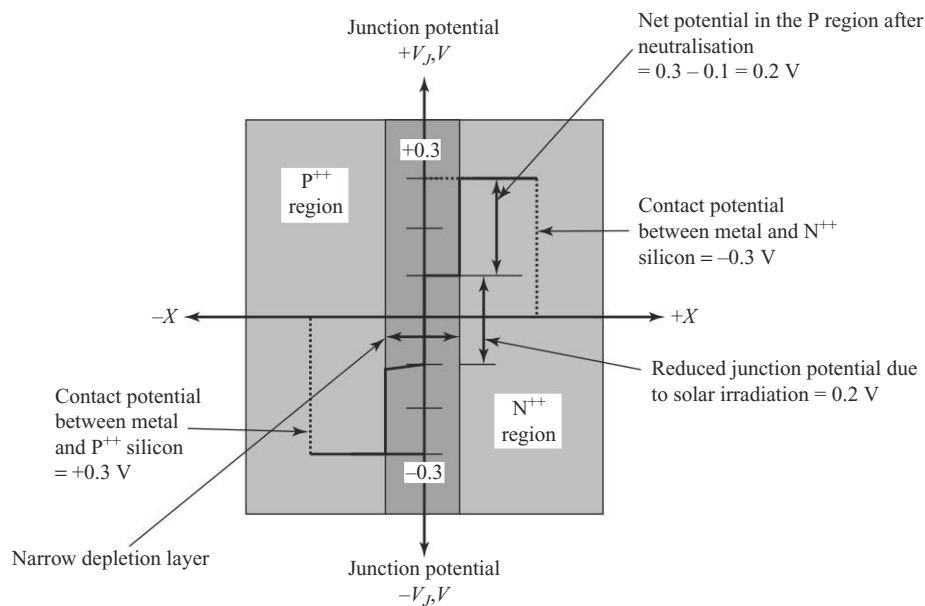 Junction potential
+V_J,V
Net potential in the P region after
neutralisation
= 0.3 – 0.1 = 0.2 V
+0.3
P++
region
Contact potential
between metal and N++
silicon = –0.3 V
–X
+X
Reduced junction potential due
to solar irradiation = 0.2 V
Contact potential
between metal
and P++ silicon
= +0.3 V
N++
region
–0.3
Narrow depletion layer
Junction potential
–V_J,V